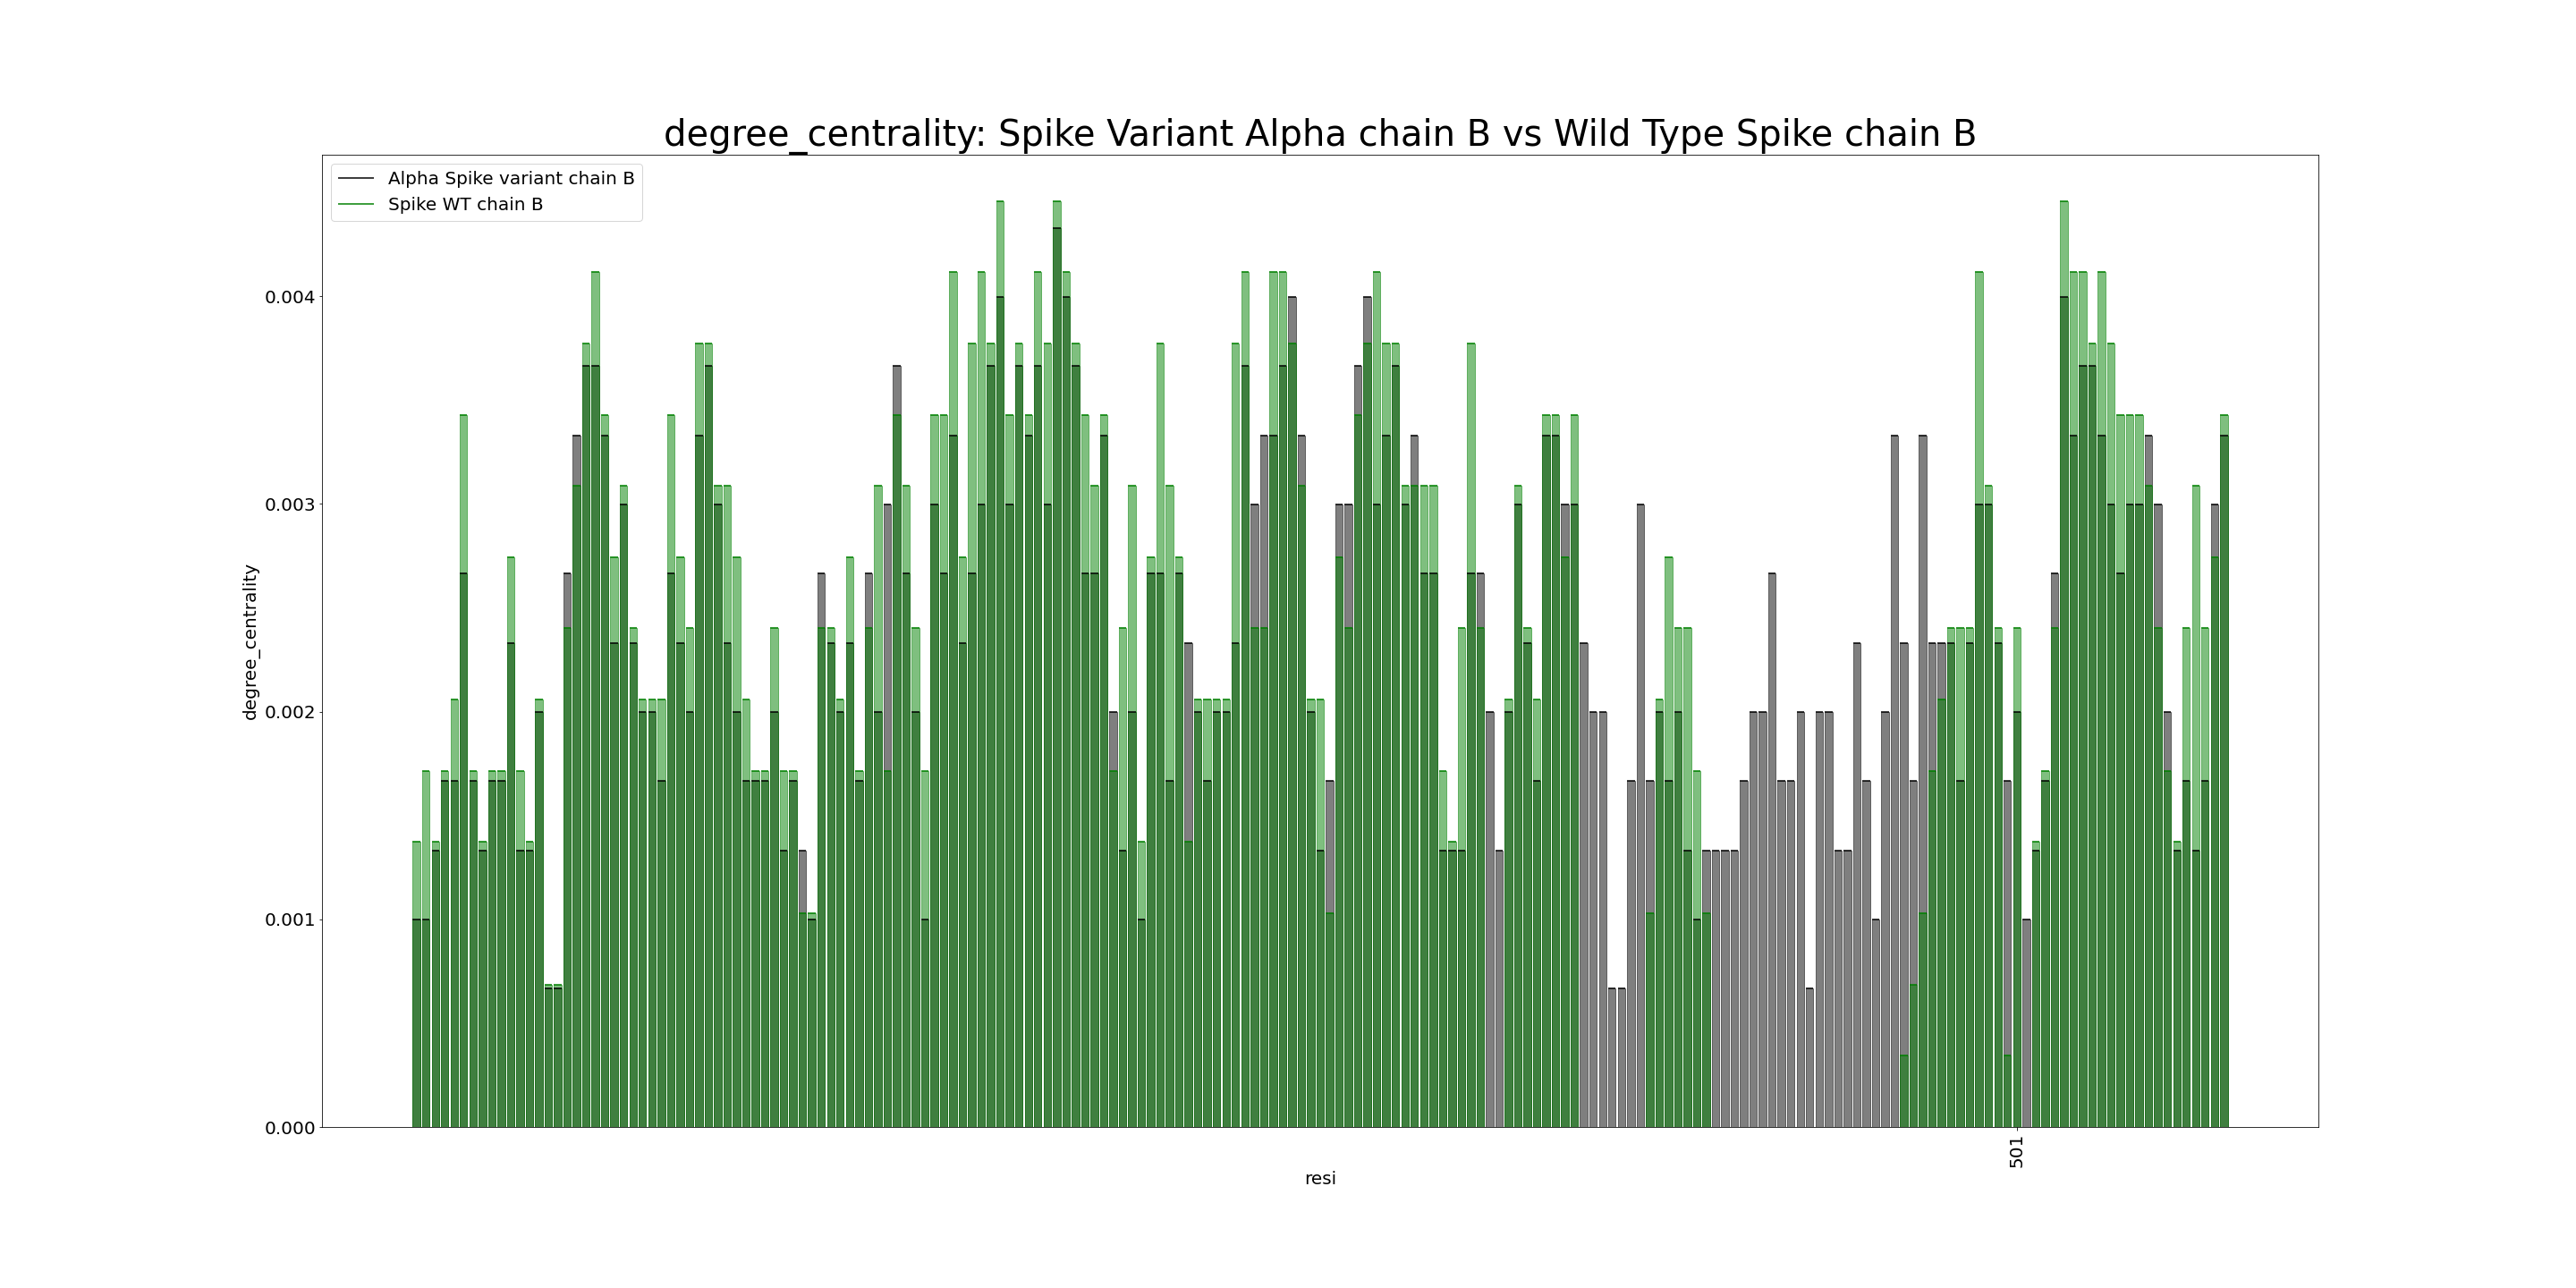 degree_centrality: Spike Variant Alpha chain B vs Wild Type Spike chain B
Alpha Spike variant chain B
Spike WT chain B
0.004
0.003
0.002
0.001
0.000
degree_centrality
501
resi